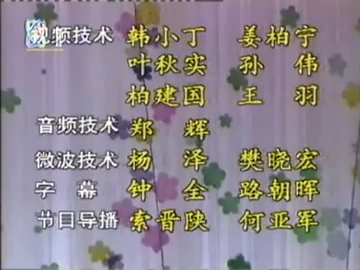 视频技术 韩小丁 姜柏宁
叶秋实 孙伟
柏建国 王羽
音频技术 郑辉
微波技术 杨泽 樊晓宏
字幕 钟全 路朝晖
节目导播 索晋陕 何亚军